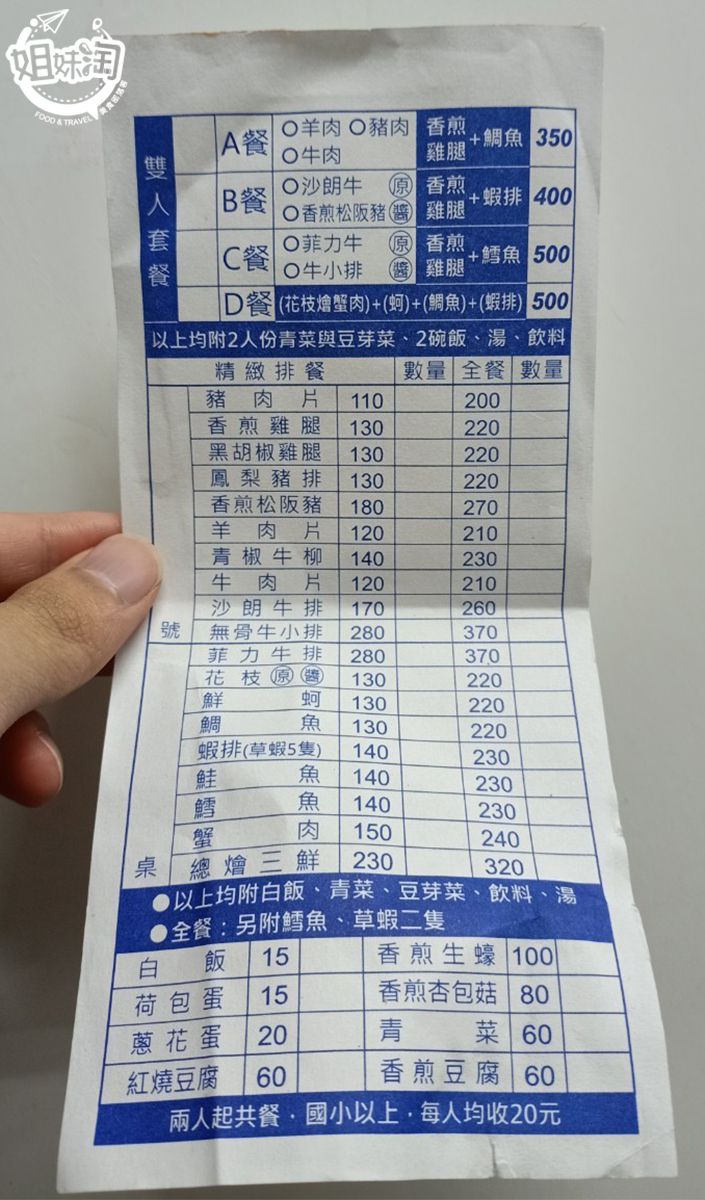 姐妹淘
FOOD & TRAVEL 美食部落客
雙人套餐
A餐 ○羊肉 ○豬肉 ○牛肉 香煎雞腿+鯛魚 350
B餐 ○沙朗牛 ○香煎松阪豬 原 醬 香煎雞腿+蝦排 400
C餐 ○菲力牛 ○牛小排 原 醬 香煎雞腿+鱈魚 500
D餐 (花枝燴蟹肉)+(蚵)+(鯛魚)+(蝦排) 500
以上均附2人份青菜與豆芽菜、2碗飯、湯、飲料
精緻排餐 數量 全餐 數量
豬肉片 110 200
香煎雞腿 130 220
黑胡椒雞腿 130 220
鳳梨豬排 130 220
香煎松阪豬 180 270
羊肉片 120 210
青椒牛柳 140 230
牛肉片 120 210
沙朗牛排 170 260
無骨牛小排 280 370
菲力牛排 280 370
花枝 原 醬 130 220
鮮蚵 130 220
鯛魚 130 220
蝦排(草蝦5隻) 140 230
鮭魚 140 230
鱈魚 140 230
蟹肉 150 240
總燴三鮮 230 320
號
桌
●以上均附白飯、青菜、豆芽菜、飲料、湯
●全餐：另附鱈魚、草蝦二隻
白飯 15 香煎生蠔 100
荷包蛋 15 香煎杏包菇 80
蔥花蛋 20 青菜 60
紅燒豆腐 60 香煎豆腐 60
兩人起共餐．國小以上．每人均收20元